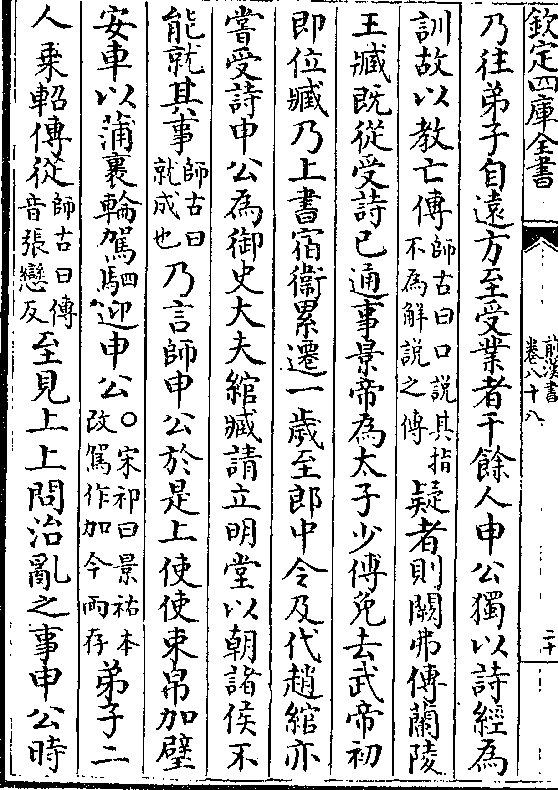 欽定四庫全書
前漢書
卷八十八
二十
乃往弟子自遠方至受業者千餘人申公獨以詩經為
訓故以教亡傳師古曰口說其指不為解說之傳疑者則闕弗傳蘭陵
王臧既從受詩已通事景帝為太子少傅免去武帝初
即位臧乃上書宿衛累遷一歲至郎中令及代趙綰亦
嘗受詩申公為御史大夫綰臧請立明堂以朝諸侯不
能就其事師古曰就成也乃言師申公於是上使使束帛加璧
安車以蒲裹輪駕駟迎申公○宋祁曰景祐本改駕作加今兩存弟子二
人乗軺傳從師古曰傳音張戀反至見上上問治亂之事申公時